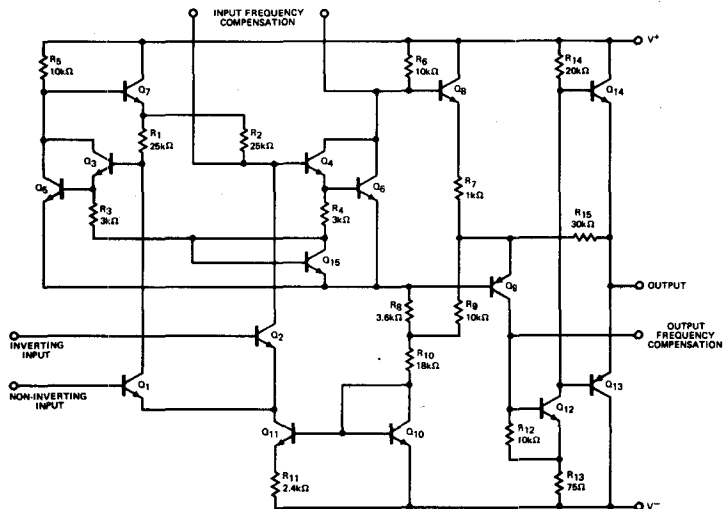 INPUT FREQUENCY
COMPENSATION
V+
R5
10kΩ
R6
10kΩ
R14
20kΩ
Q7
Q8
Q14
R1
25kΩ
R2
25kΩ
Q3
Q4
Q5
Q6
R7
1kΩ
R3
3kΩ
R4
3kΩ
R15
30kΩ
Q15
Q9
R8
3.6kΩ
R9
10kΩ
OUTPUT
INVERTING
INPUT
Q2
OUTPUT
FREQUENCY
COMPENSATION
NON-INVERTING
INPUT
Q1
R10
18kΩ
Q13
Q12
Q11
Q10
R12
10kΩ
R11
2.4kΩ
R13
75Ω
V−